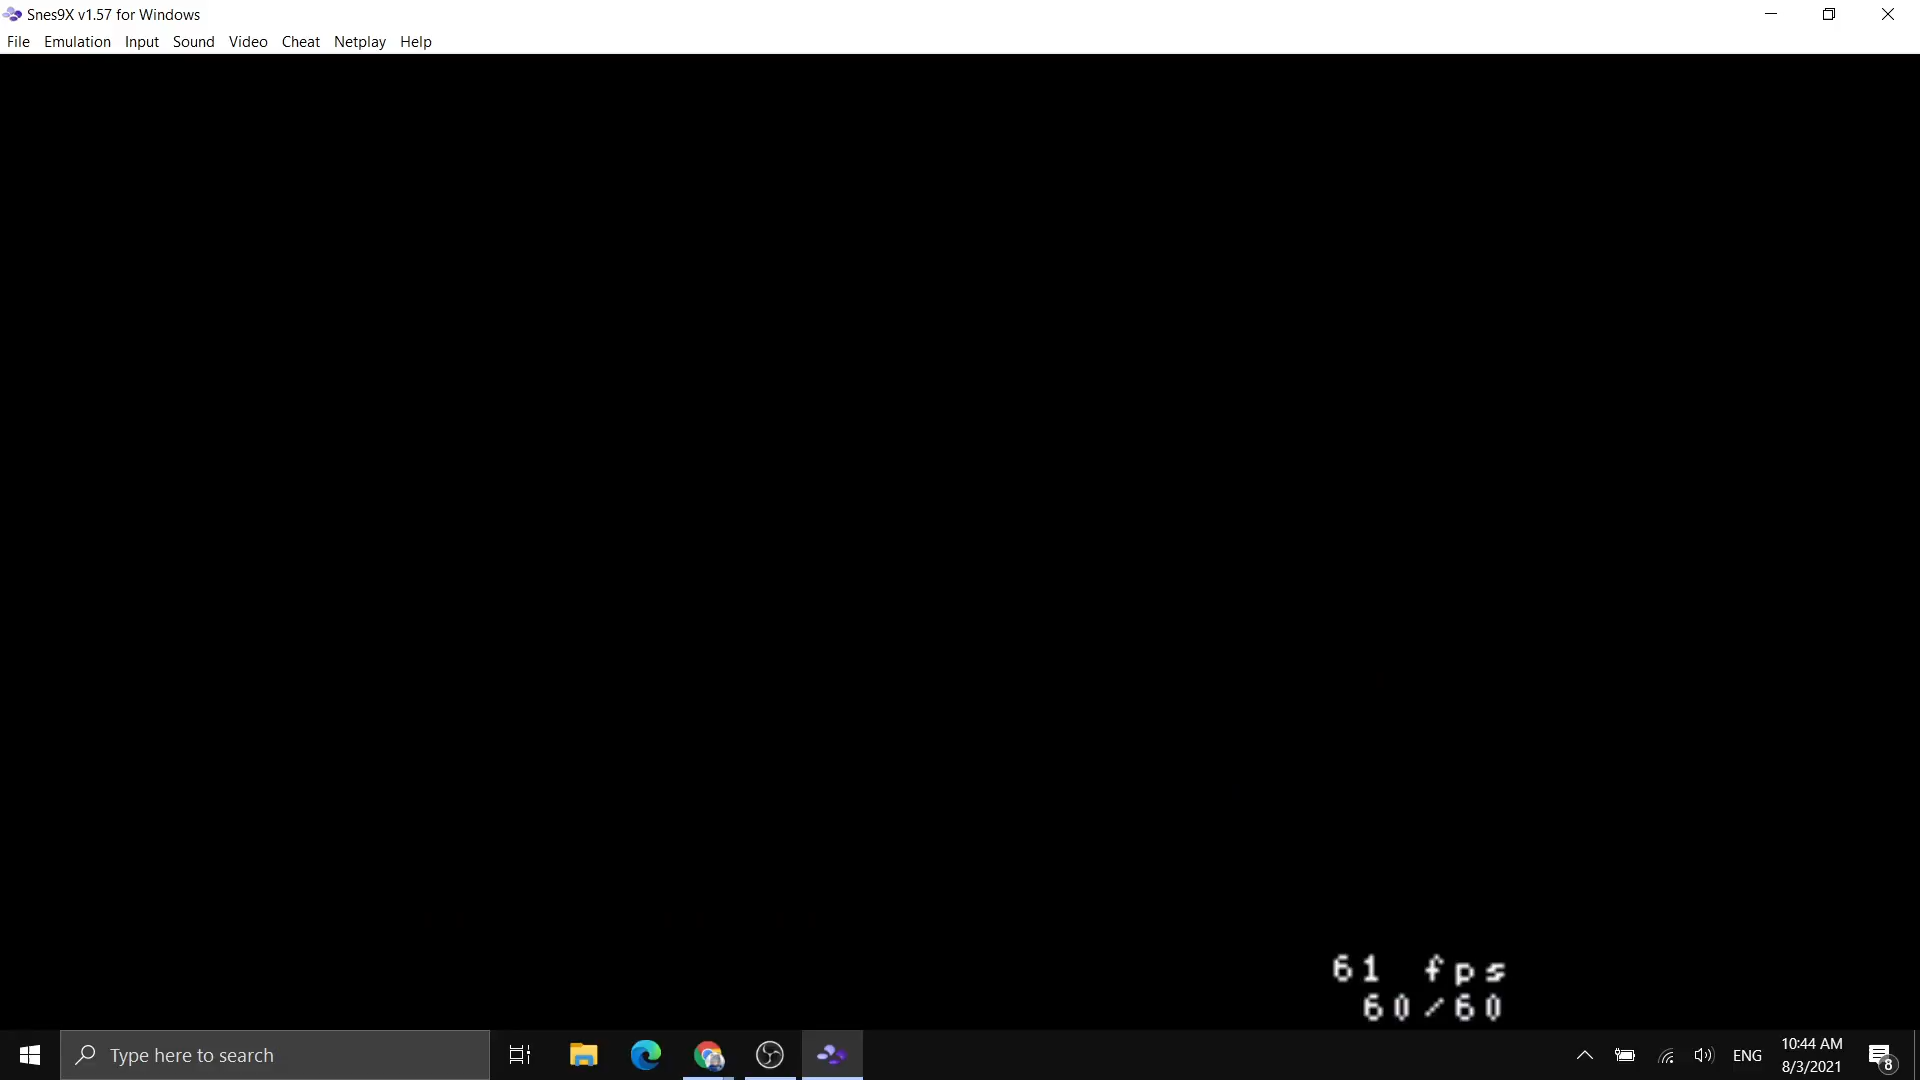 Snes9X v1.57 for Windows
File Emulation Input Sound Video Cheat Netplay Help
61 fps
60/60
Type here to search
ENG
10:44 AM
8/3/2021
8